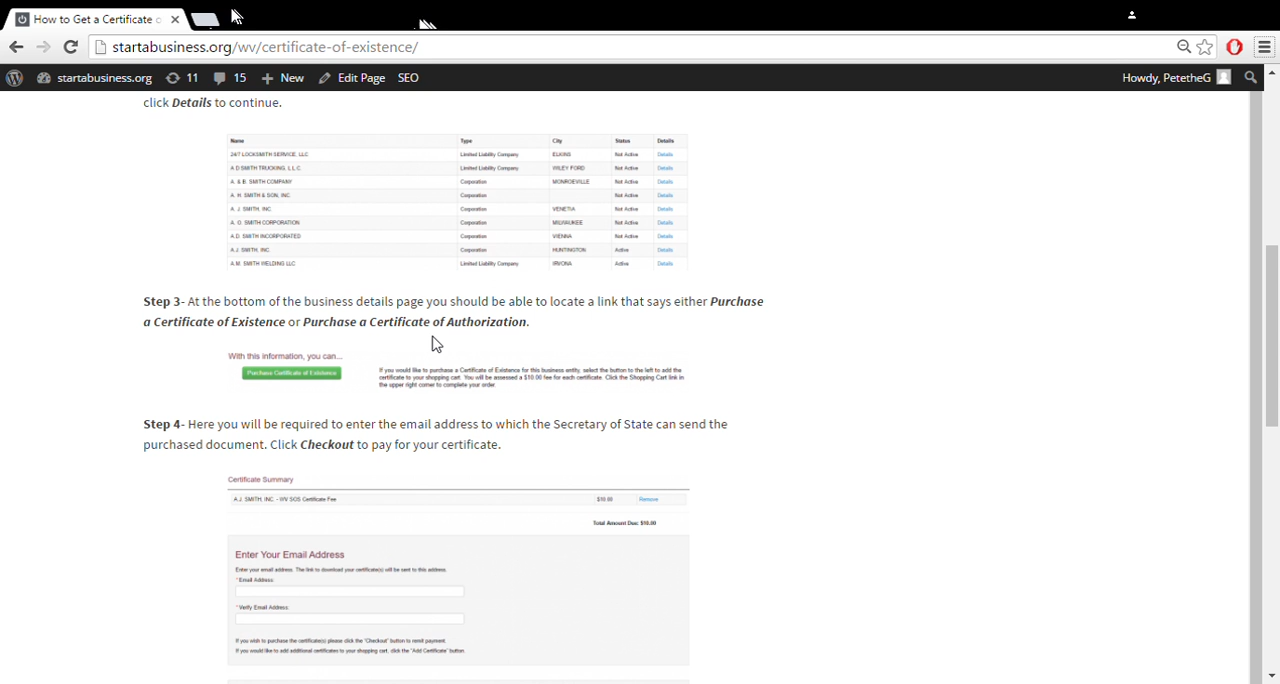 How to Get a Certificate o
startabusiness.org/wv/certificate-of-existence/
startabusiness.org 11 15 New Edit Page SEO Howdy, PetetheG
click Details to continue.
Name Type City Status Details
24/7 LOCKSMITH SERVICE, LLC Limited Liability Company ELKINS Not Active Details
A D SMITH TRUCKING, L.L.C. Limited Liability Company WILEY FORD Not Active Details
A. & B. SMITH COMPANY Corporation MONROEVILLE Not Active Details
A. H. SMITH & SON, INC. Corporation Not Active Details
A. J. SMITH, INC. Corporation VENETIA Not Active Details
A. O. SMITH CORPORATION Corporation MILWAUKEE Not Active Details
A.D. SMITH INCORPORATED Corporation VIENNA Not Active Details
A.J. SMITH, INC. Corporation HUNTINGTON Active Details
A.M. SMITH WELDING LLC Limited Liability Company IRVONA Active Details
Step 3- At the bottom of the business details page you should be able to locate a link that says either Purchase
a Certificate of Existence or Purchase a Certificate of Authorization.
With this information, you can...
Purchase Certificate of Existence
If you would like to purchase a Certificate of Existence for this business entity, select the button to the left to add the
certificate to your shopping cart. You will be assessed a $10.00 fee for each certificate. Click the Shopping Cart link in
the upper right corner to complete your order.
Step 4- Here you will be required to enter the email address to which the Secretary of State can send the
purchased document. Click Checkout to pay for your certificate.
Certificate Summary
A.J. SMITH, INC. - WV SOS Certificate Fee $10.00 Remove
Total Amount Due: $10.00
Enter Your Email Address
Enter your email address. The link to download your certificate(s) will be sent to this address.
*Email Address:
*Verify Email Address:
If you wish to purchase the certificate(s) please click the "Checkout" button to remit payment.
If you would like to add additional certificates to your shopping cart, click the "Add Certificate" button.